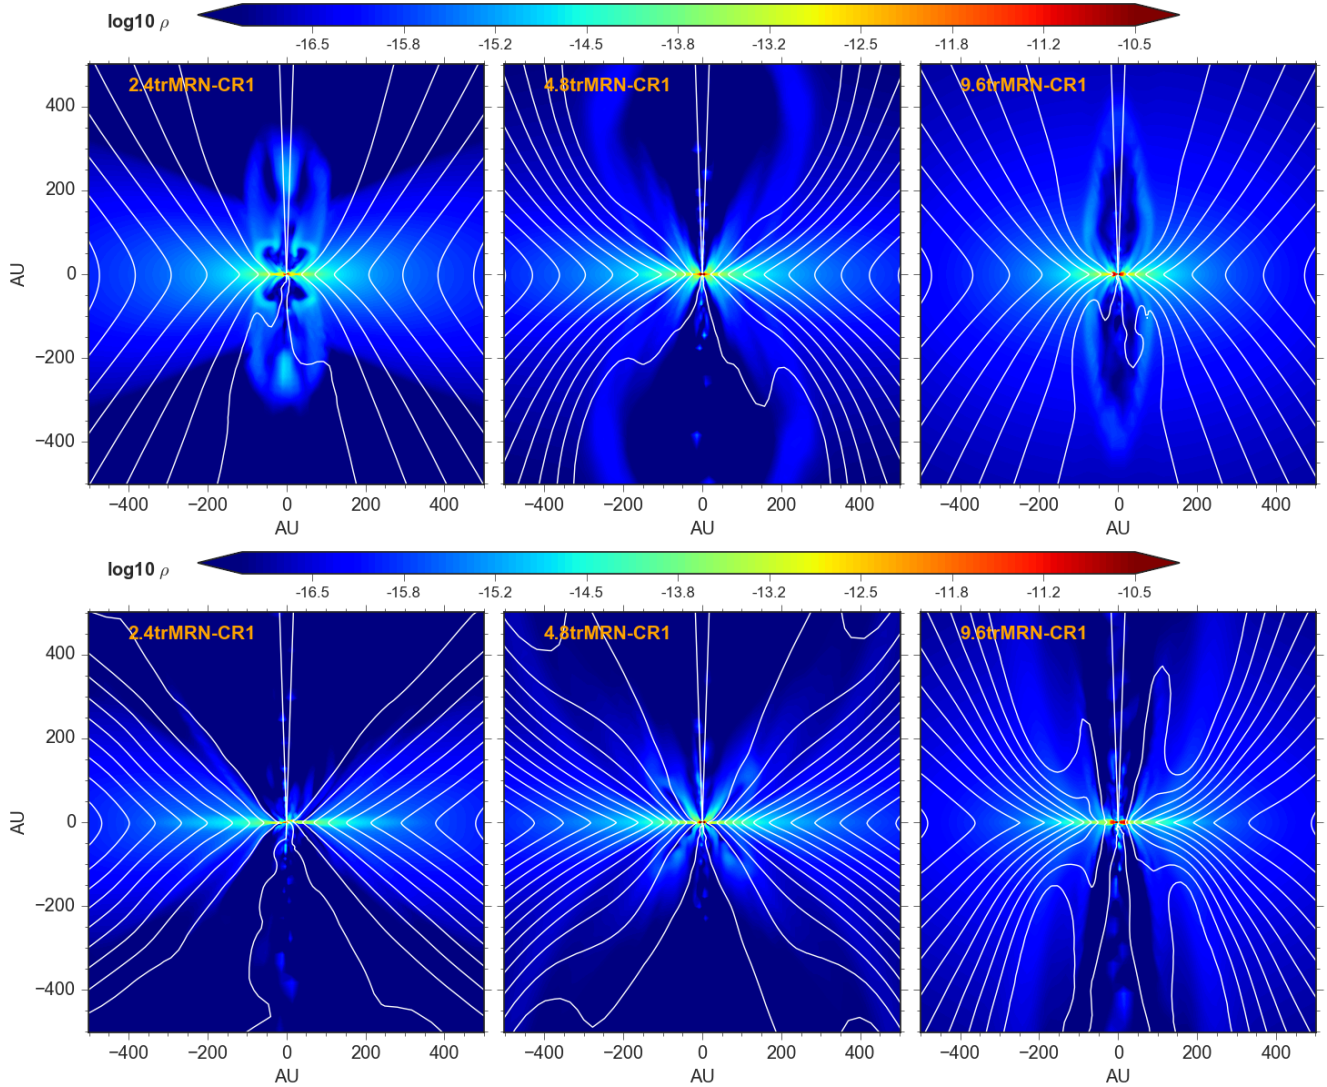 log10 ρ
-16.5 -15.8 -15.2 -14.5 -13.8 -13.2 -12.5 -11.8 -11.2 -10.5
2.4trMRN-CR1 4.8trMRN-CR1 9.6trMRN-CR1
400
200
0
−200
−400
AU
−400 −200 0 200 400 −400 −200 0 200 400 −400 −200 0 200 400
AU AU AU
log10 ρ
-16.5 -15.8 -15.2 -14.5 -13.8 -13.2 -12.5 -11.8 -11.2 -10.5
2.4trMRN-CR1 4.8trMRN-CR1 9.6trMRN-CR1
400
200
0
−200
−400
AU
−400 −200 0 200 400 −400 −200 0 200 400 −400 −200 0 200 400
AU AU AU